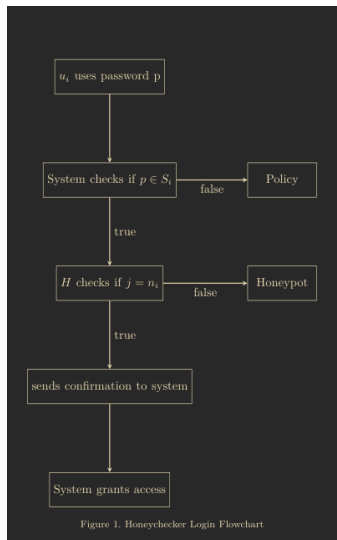 u_i uses password p
System checks if p ∈ S_i
false
Policy
true
H checks if j = n_i
false
Honeypot
true
sends confirmation to system
System grants access
Figure 1. Honeychecker Login Flowchart